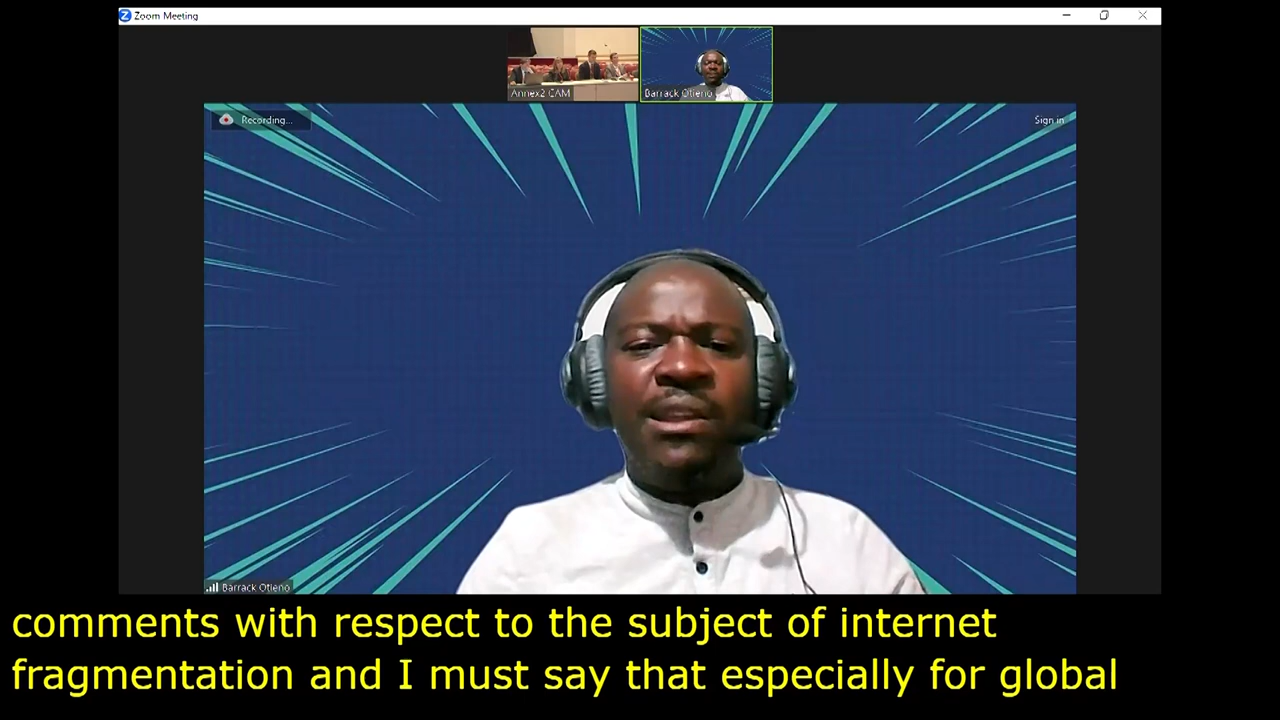 Zoom Meeting
Annex2 CAM
Barrack Otieno
Recording...
Sign in
Barrack Otieno
comments with respect to the subject of internet
fragmentation and I must say that especially for global